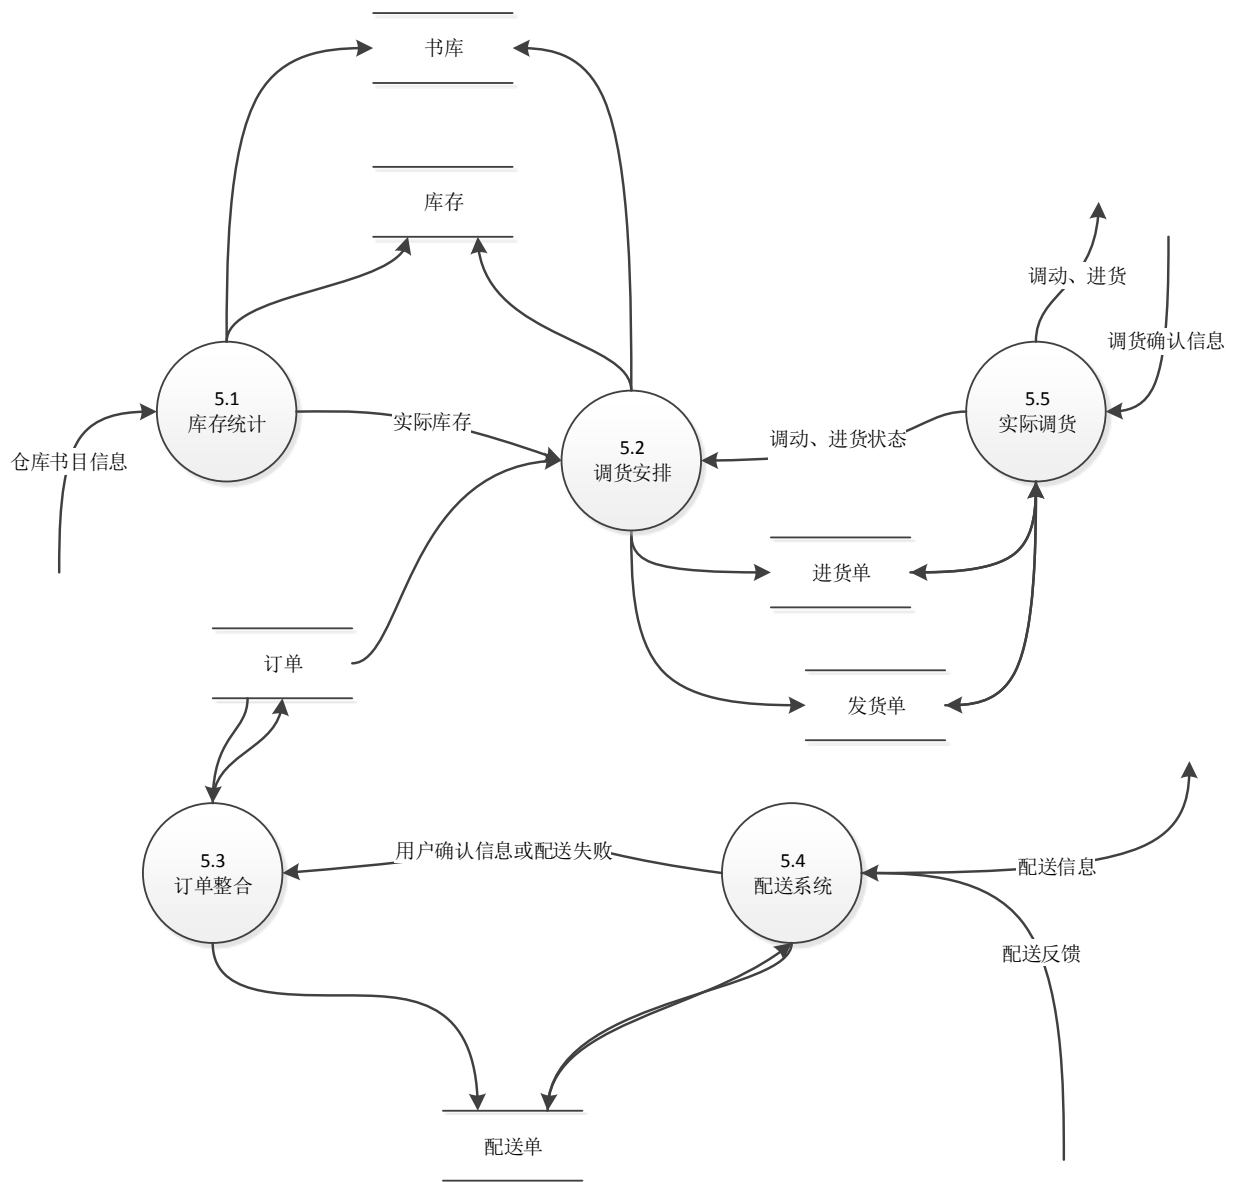 书库
库存
调动、进货
调货确认信息
5.1
库存统计
5.5
实际调货
实际库存
调动、进货状态
5.2
调货安排
仓库书目信息
进货单
订单
发货单
用户确认信息或配送失败
5.3
订单整合
5.4
配送系统
配送信息
配送反馈
配送单